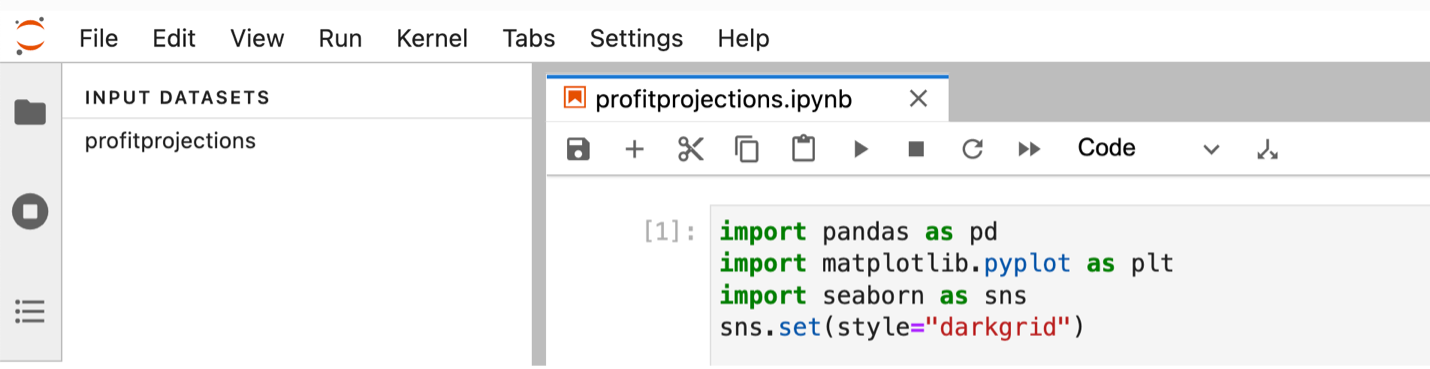 File Edit View Run Kernel Tabs Settings Help
INPUT DATASETS
profitprojections
profitprojections.ipynb
Code
[1]:
import pandas as pd
import matplotlib.pyplot as plt
import seaborn as sns
sns.set(style="darkgrid")